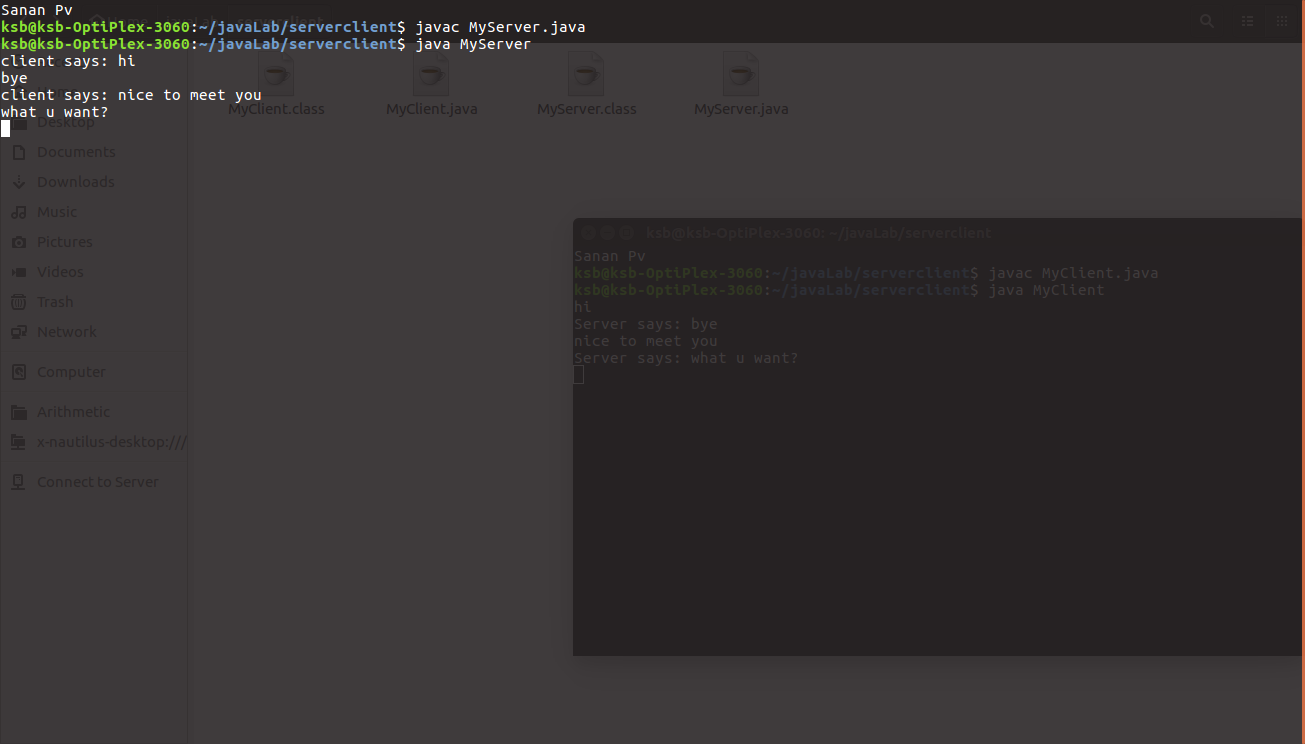 Sanan Pv
ksb@ksb-OptiPlex-3060:~/javaLab/serverclient$ javac MyServer.java
ksb@ksb-OptiPlex-3060:~/javaLab/serverclient$ java MyServer
client says: hi
bye
client says: nice to meet you
what u want?
MyClient.class
MyClient.java
MyServer.class
MyServer.java
Desktop
Documents
Downloads
Music
Pictures
Videos
Trash
Network
Computer
Arithmetic
x-nautilus-desktop:///
Connect to Server
ksb@ksb-OptiPlex-3060: ~/javaLab/serverclient
Sanan Pv
ksb@ksb-OptiPlex-3060:~/javaLab/serverclient$ javac MyClient.java
ksb@ksb-OptiPlex-3060:~/javaLab/serverclient$ java MyClient
hi
Server says: bye
nice to meet you
Server says: what u want?